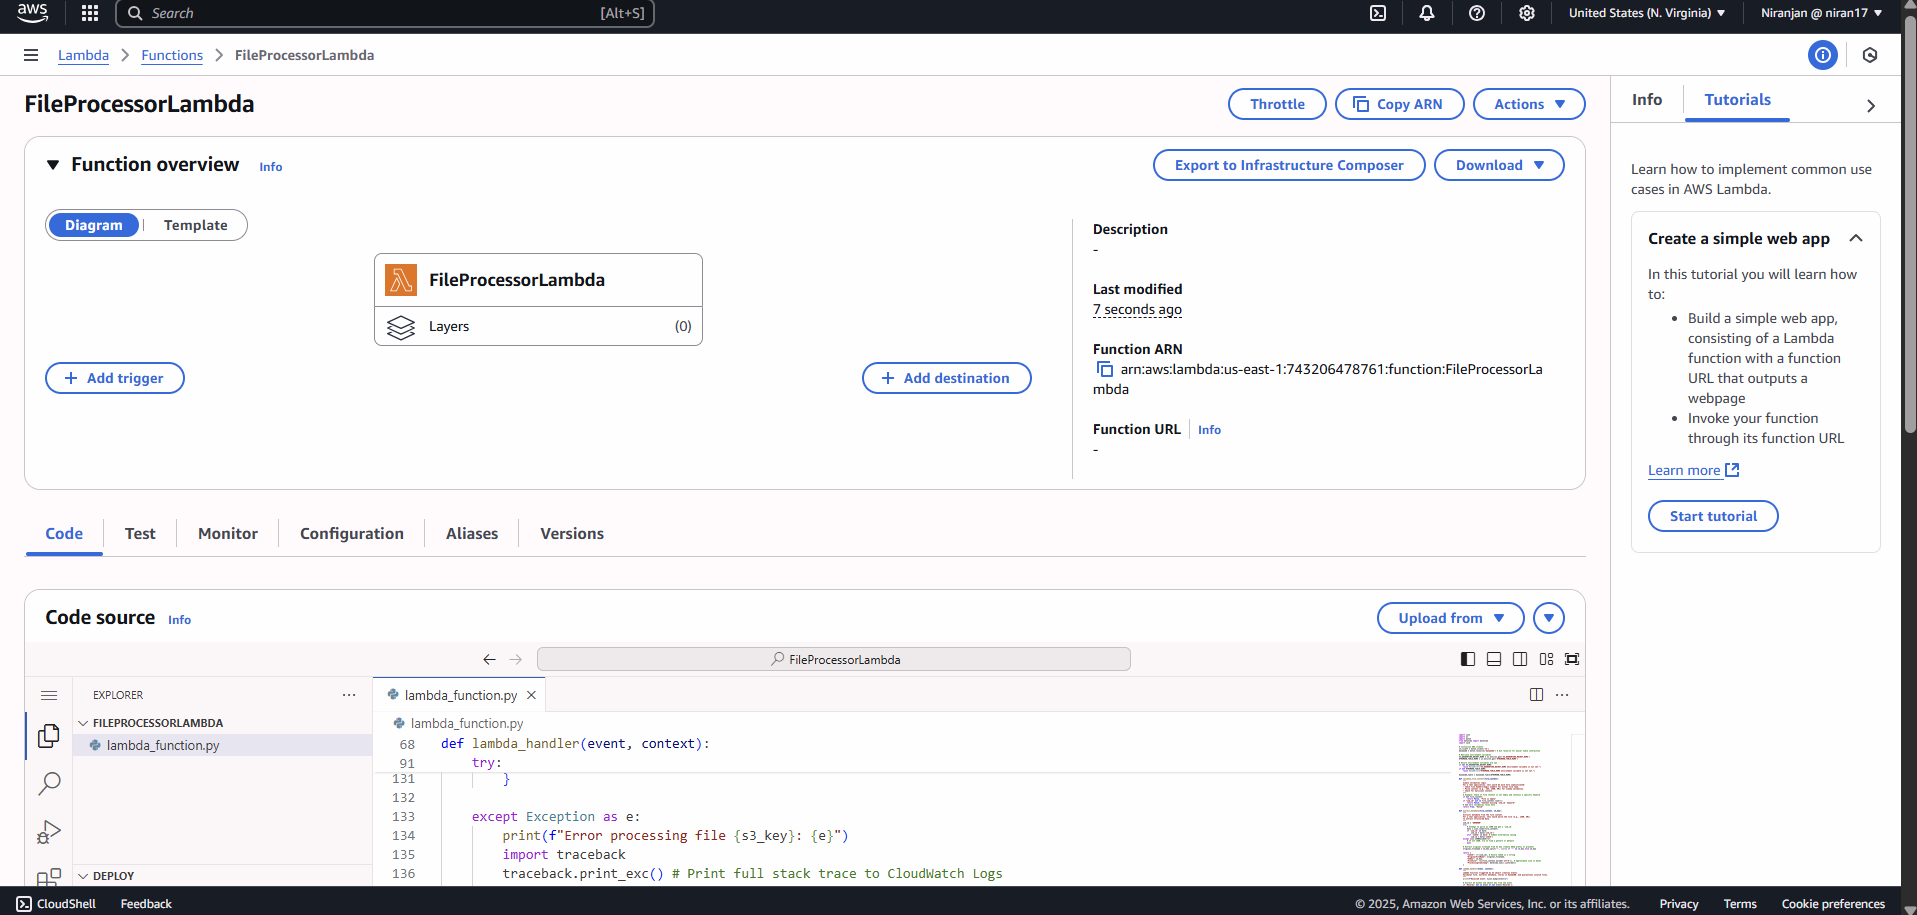 aws
Search
[Alt+S]
United States (N. Virginia)
Niranjan @ niran17
Lambda
Functions
FileProcessorLambda
FileProcessorLambda
Throttle
Copy ARN
Actions
Info
Tutorials
Function overview
Info
Export to Infrastructure Composer
Download
Diagram
Template
FileProcessorLambda
Layers
(0)
+ Add trigger
+ Add destination
Description
-
Last modified
7 seconds ago
Function ARN
arn:aws:lambda:us-east-1:743206478761:function:FileProcessorLa
mbda
Function URL
Info
-
Learn how to implement common use
cases in AWS Lambda.
Create a simple web app
In this tutorial you will learn how
to:
• Build a simple web app,
consisting of a Lambda
function with a function
URL that outputs a
webpage
• Invoke your function
through its function URL
Learn more
Start tutorial
Code
Test
Monitor
Configuration
Aliases
Versions
Code source
Info
Upload from
FileProcessorLambda
EXPLORER
FILEPROCESSORLAMBDA
lambda_function.py
DEPLOY
lambda_function.py
lambda_function.py
68 def lambda_handler(event, context):
91 try:
131 }
132
133 except Exception as e:
134 print(f"Error processing file {s3_key}: {e}")
135 import traceback
136 traceback.print_exc() # Print full stack trace to CloudWatch Logs
CloudShell
Feedback
© 2025, Amazon Web Services, Inc. or its affiliates.
Privacy
Terms
Cookie preferences